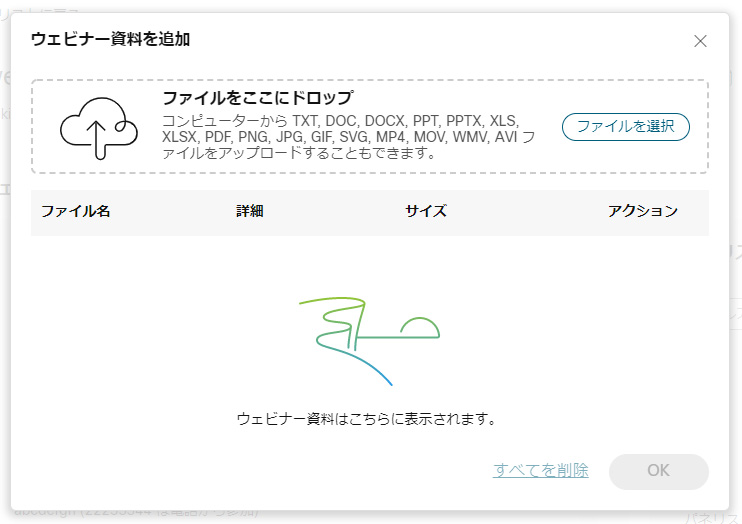 ウェビナー資料を追加
ファイルをここにドロップ
コンピューターから TXT, DOC, DOCX, PPT, PPTX, XLS,
XLSX, PDF, PNG, JPG, GIF, SVG, MP4, MOV, WMV, AVI フ
ァイルをアップロードすることもできます。
ファイルを選択
ファイル名 詳細 サイズ アクション
ウェビナー資料はこちらに表示されます。
すべてを削除 OK